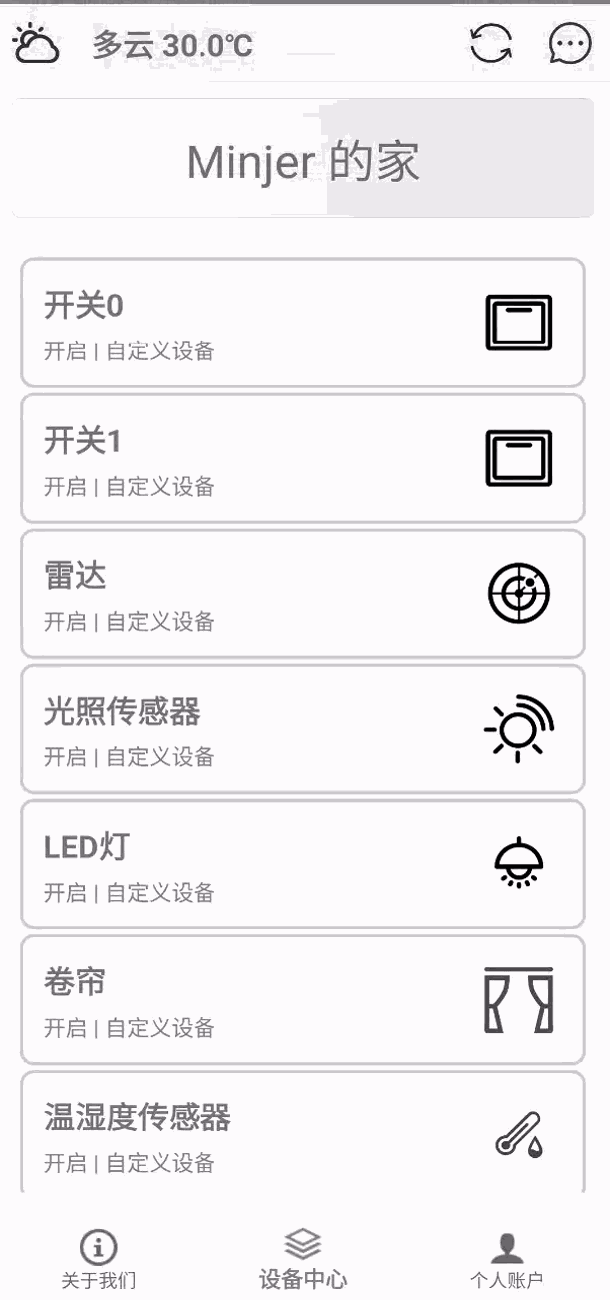 多云 30.0℃
Minjer 的家
开关0
开启 | 自定义设备
开关1
开启 | 自定义设备
雷达
开启 | 自定义设备
光照传感器
开启 | 自定义设备
LED灯
开启 | 自定义设备
卷帘
开启 | 自定义设备
温湿度传感器
开启 | 自定义设备
关于我们
设备中心
个人账户